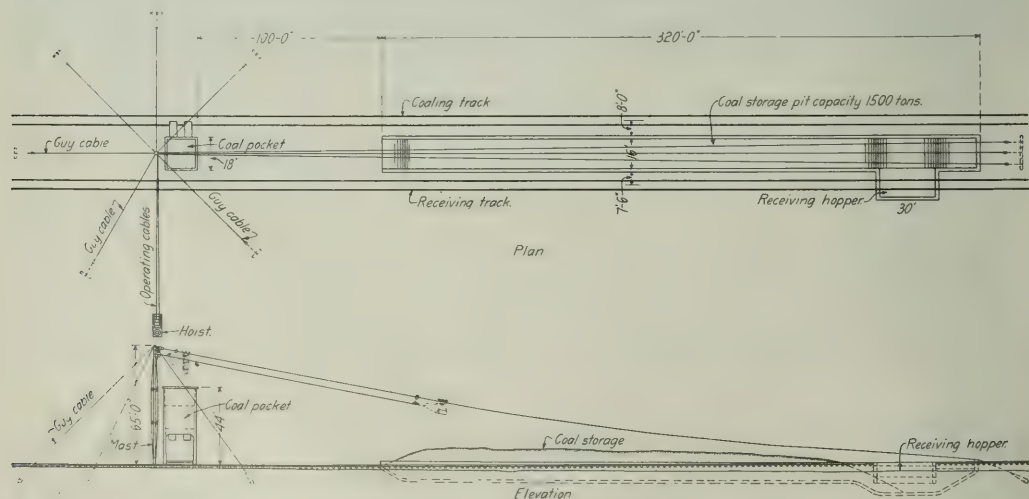 100'-0"
320'-0"
Coaling track
8'-0"
Coal storage pit capacity 1500 tons.
Guy cable
Coal pocket
18'
16'
Guy cable
Guy cable
Operating cables
7'-6"
Receiving track.
Receiving hopper.
30'
Plan
Hoist.
Guy cable
65'-0"
Mast
Coal pocket
44'
Coal storage
Receiving hopper.
Elevation